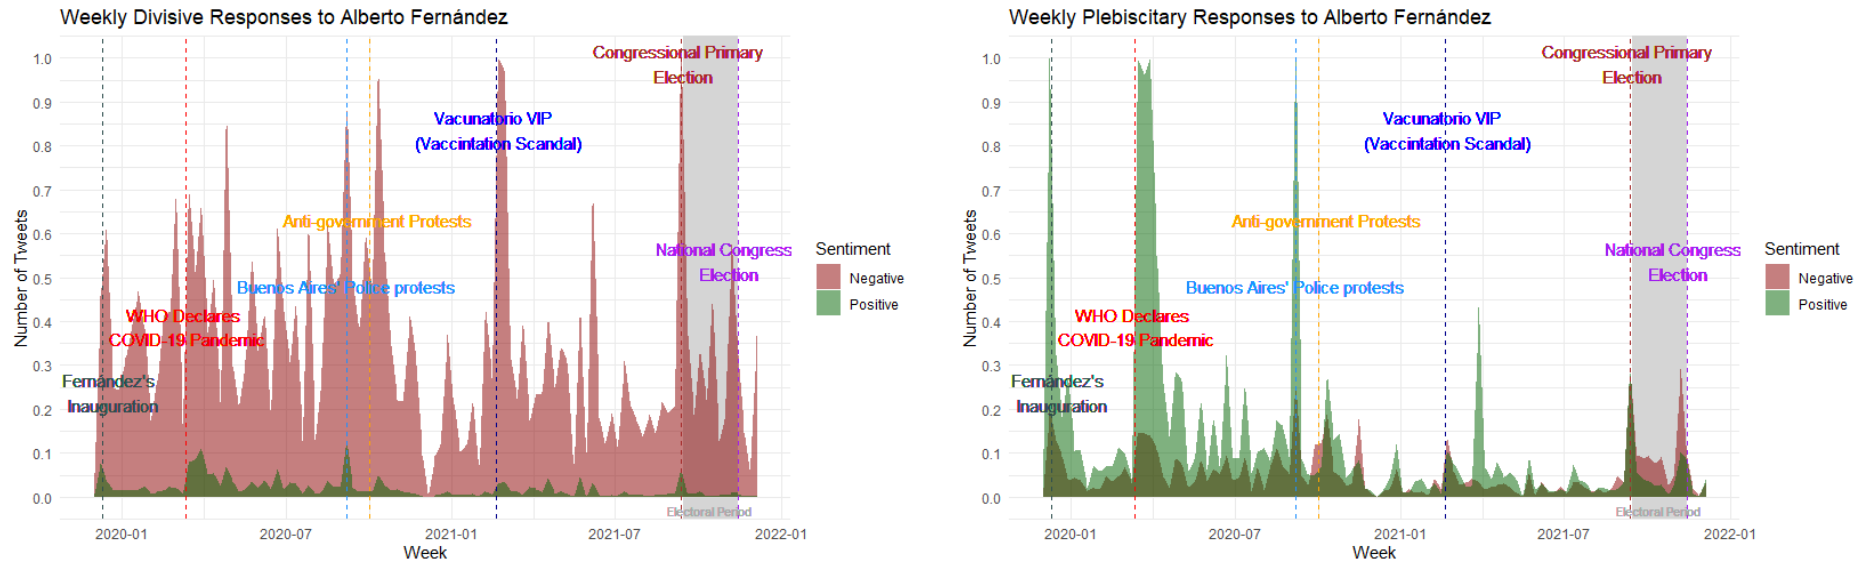 Weekly Divisive Responses to Alberto Fernández
Number of Tweets
1.0
0.9
0.8
0.7
0.6
0.5
0.4
0.3
0.2
0.1
0.0
Congressional Primary
Election
Vacunatorio VIP
(Vaccintation Scandal)
Anti-government Protests
National Congress
Election
Buenos Aires' Police protests
WHO Declares
COVID-19 Pandemic
Fernández's
Inauguration
Electoral Period
2020-01
2020-07
2021-01
2021-07
2022-01
Week
Sentiment
Negative
Positive
Weekly Plebiscitary Responses to Alberto Fernández
Number of Tweets
1.0
0.9
0.8
0.7
0.6
0.5
0.4
0.3
0.2
0.1
0.0
Congressional Primary
Election
Vacunatorio VIP
(Vaccintation Scandal)
Anti-government Protests
National Congress
Election
Buenos Aires' Police protests
WHO Declares
COVID-19 Pandemic
Fernández's
Inauguration
Electoral Period
2020-01
2020-07
2021-01
2021-07
2022-01
Week
Sentiment
Negative
Positive